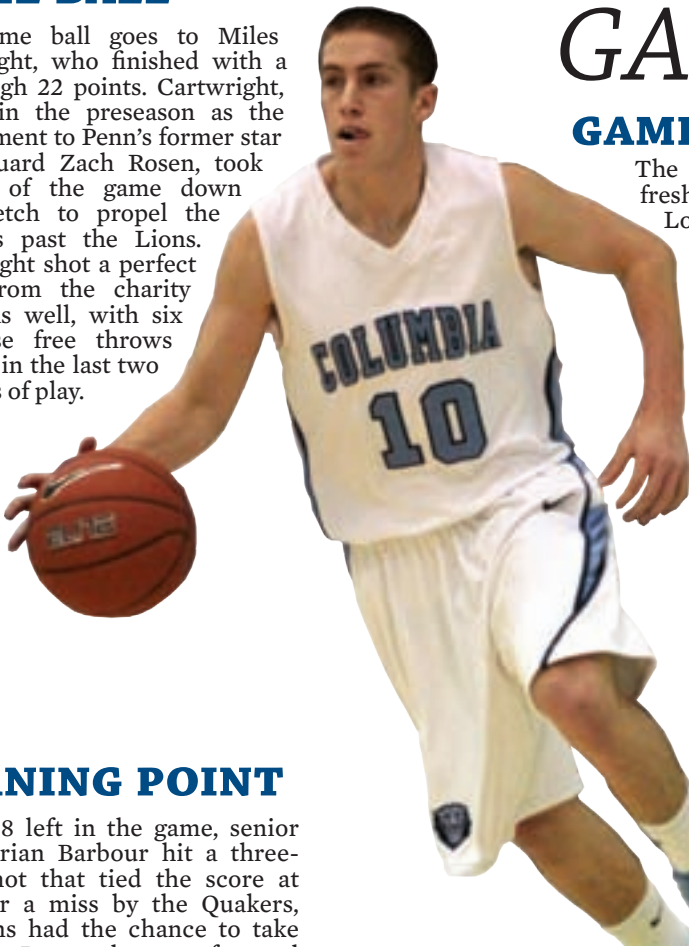 me ball goes to Miles
ght, who finished with a
gh 22 points. Cartwright,
in the preseason as the
ment to Penn's former star
uard Zach Rosen, took
of the game down
etch to propel the
s past the Lions.
ght shot a perfect
rom the charity
as well, with six
se free throws
in the last two
s of play.
GA
GAME
The
fresh
Lo
COLUMBIA
10
ELITE
NING POINT
8 left in the game, senior
rian Barbour hit a three-
hot that tied the score at
r a miss by the Quakers,
ns had the chance to take